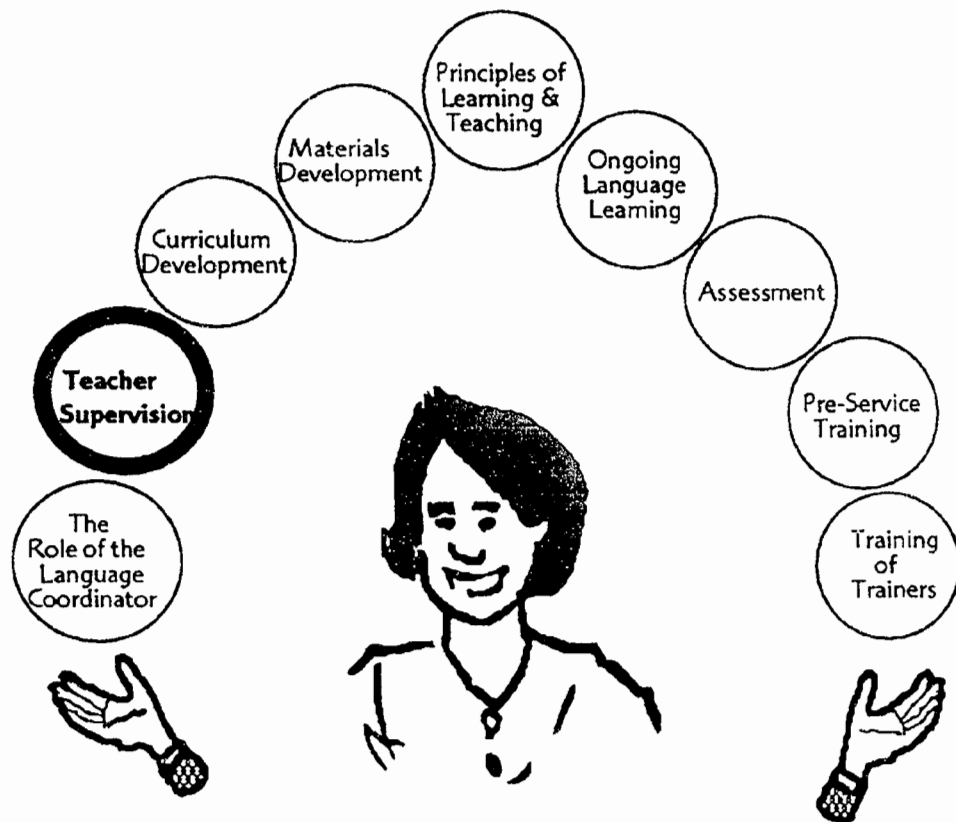 Principles of
Learning &
Teaching
Materials
Development
Ongoing
Language
Learning
Curriculum
Development
Assessment
Teacher
Supervision
Pre-Service
Training
The
Role of the
Language
Coordinator
Training
of
Trainers